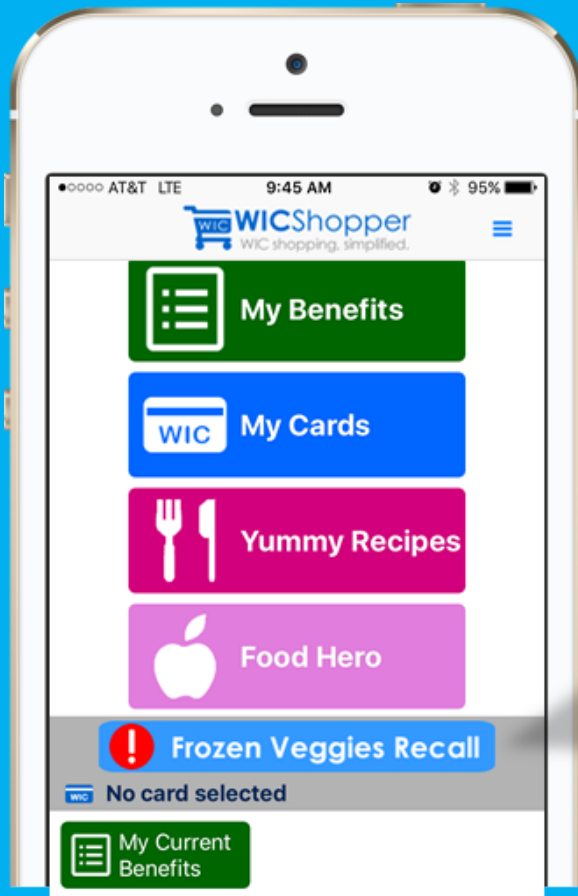 AT&T LTE 9:45 AM 95%
WIC WICShopper
WIC shopping, simplified.
My Benefits
WIC My Cards
Yummy Recipes
Food Hero
! Frozen Veggies Recall
WIC No card selected
My Current
Benefits